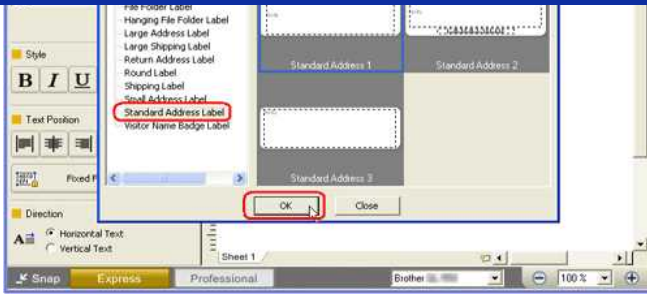 File Folder Label
Hanging File Folder Label
Large Address Label
Large Shipping Label
Return Address Label
Round Label
Shipping Label
Small Address Label
Standard Address Label
Visitor Name Badge Label
Standard Address 1
Standard Address 2
Standard Address 3
OK
Close
Style
B I U
Text Position
Fixed
Direction
A
Horizontal Text
Vertical Text
Sheet 1
Snap
Express
Professional
Brother
100 %